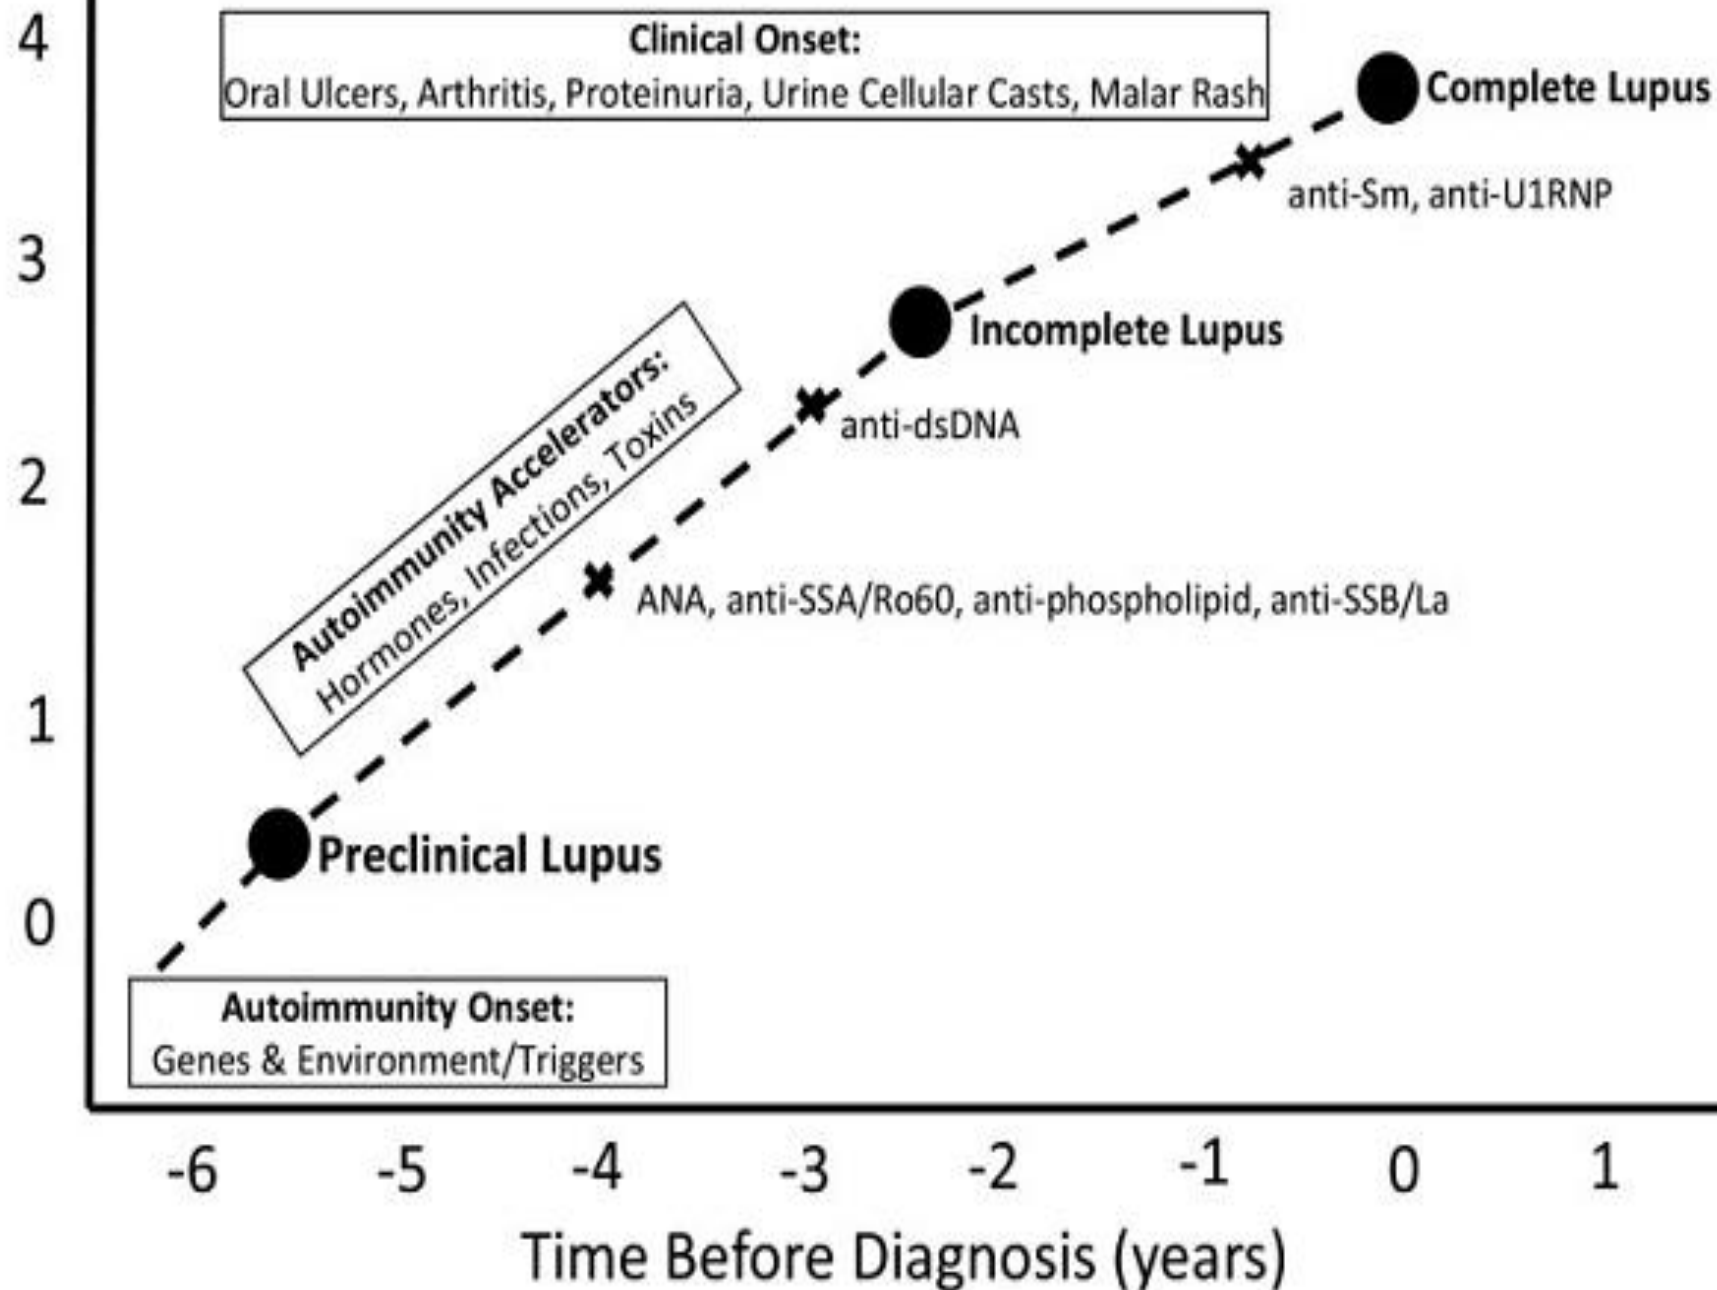 4
Clinical Onset:
Oral Ulcers, Arthritis, Proteinuria, Urine Cellular Casts, Malar Rash
Complete Lupus
anti-Sm, anti-U1RNP
3
Incomplete Lupus
Autoimmunity Accelerators:
Hormones, Infections, Toxins
anti-dsDNA
2
ANA, anti-SSA/Ro60, anti-phospholipid, anti-SSB/La
1
Preclinical Lupus
0
Autoimmunity Onset:
Genes & Environment/Triggers
-6 -5 -4 -3 -2 -1 0 1
Time Before Diagnosis (years)